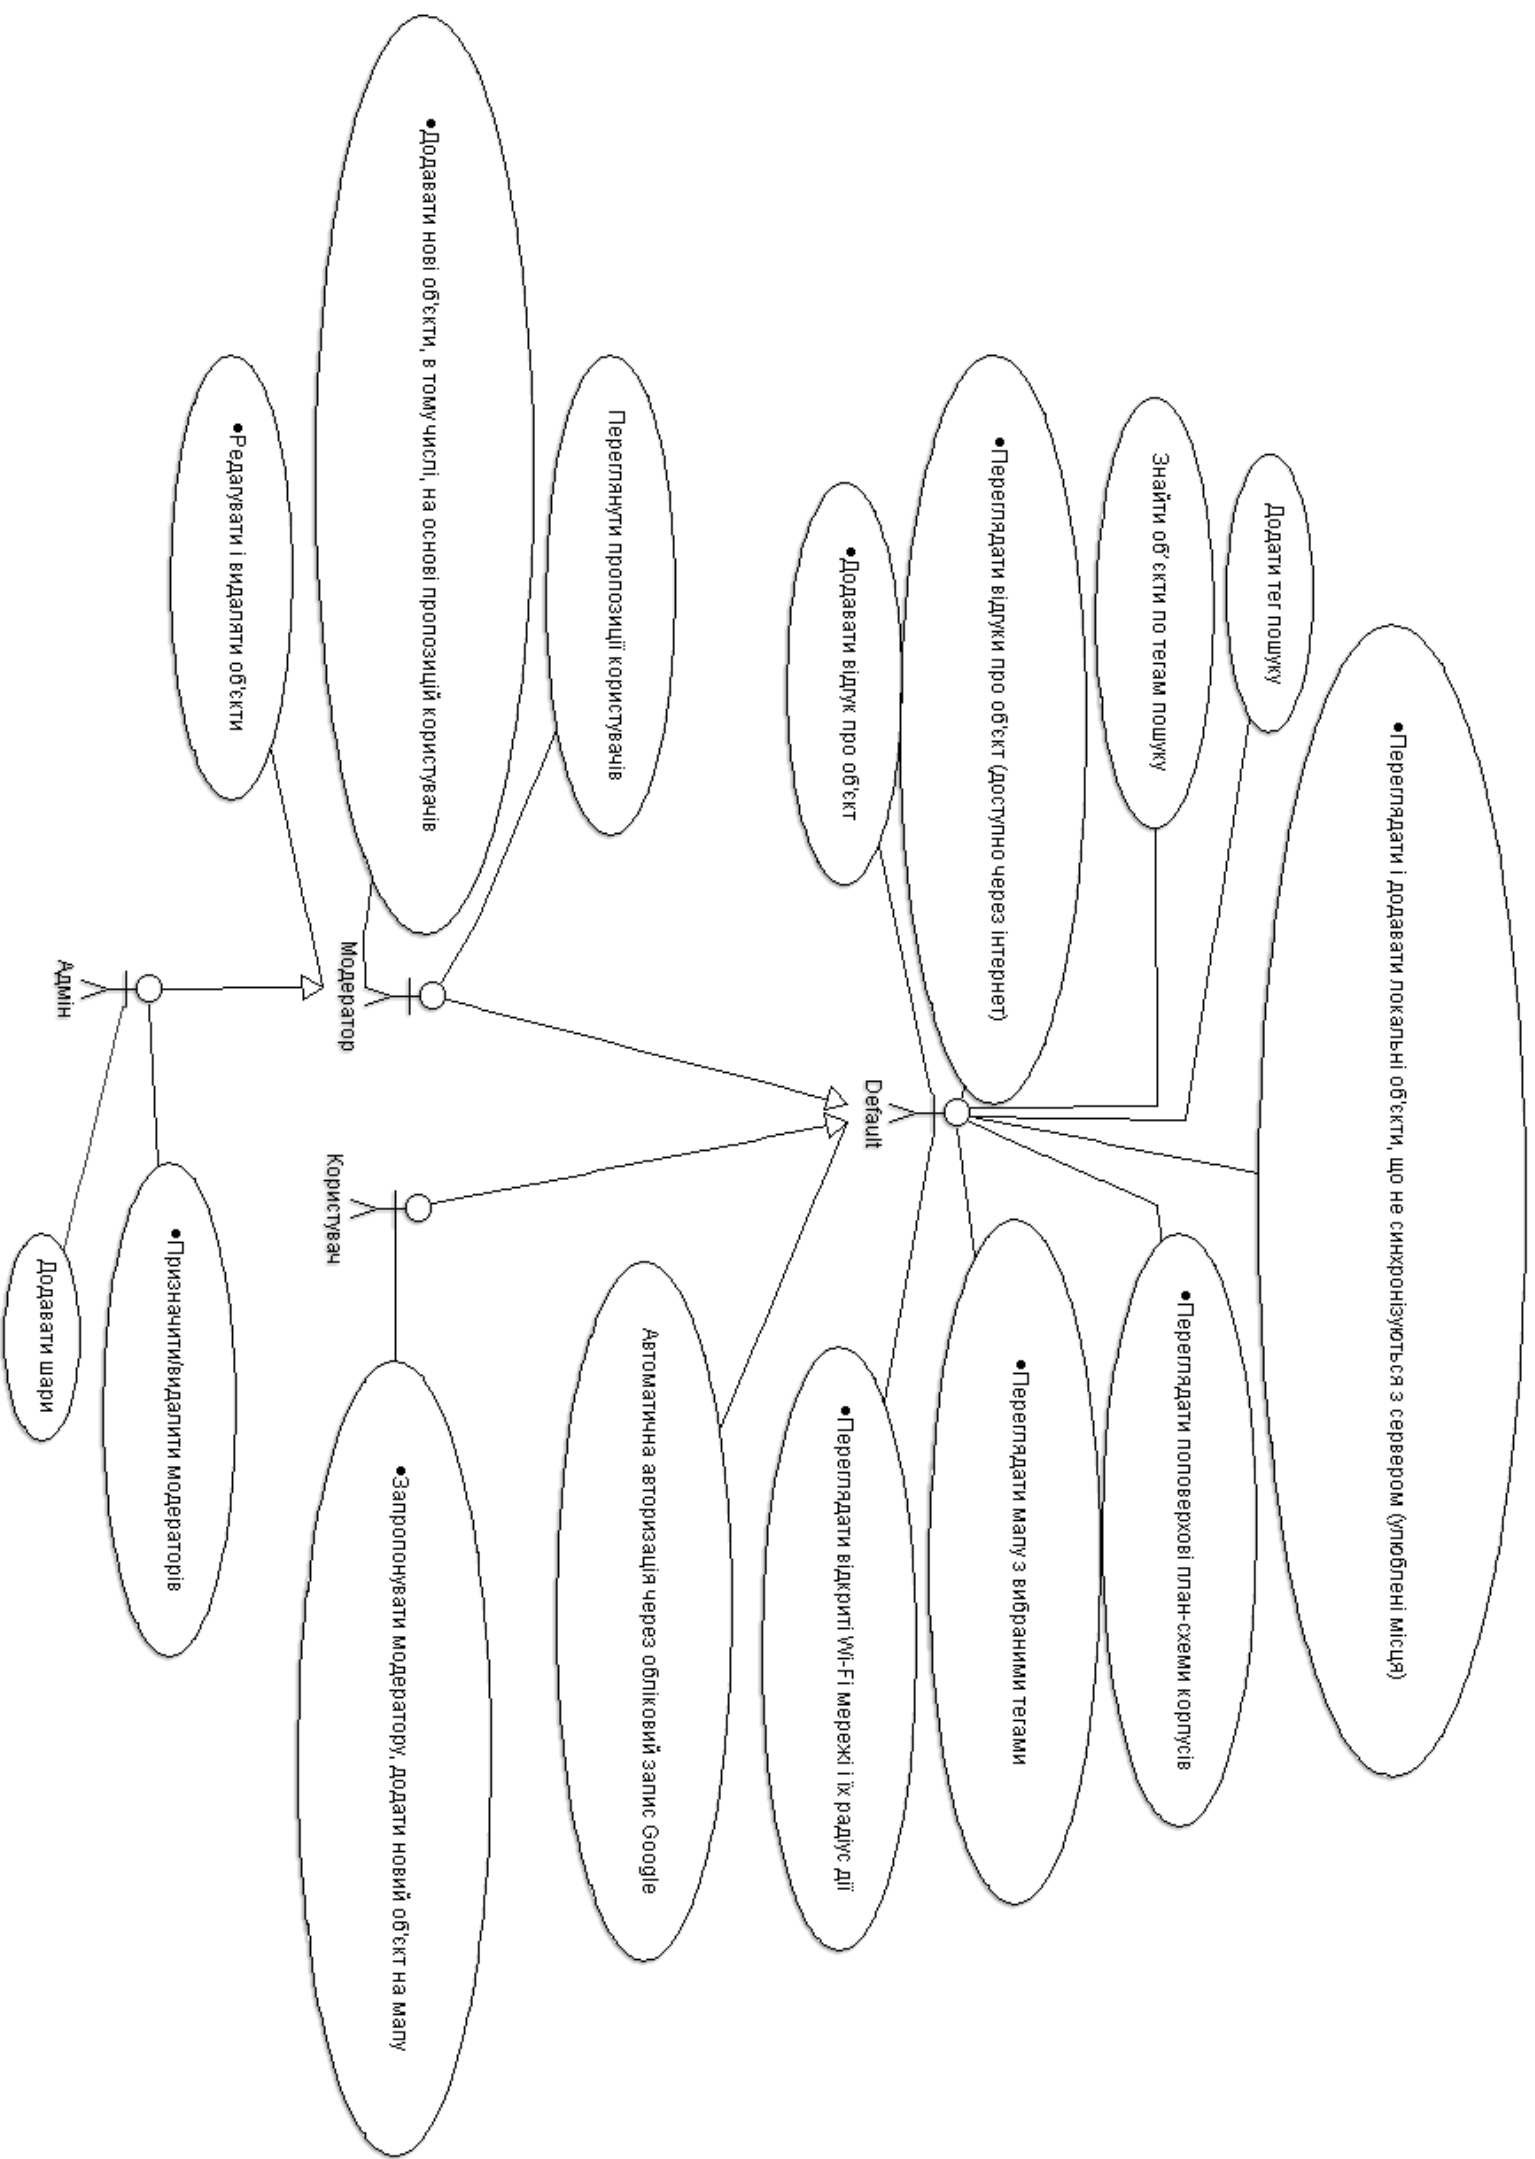 •Переглядати і додавати локальні об'єкти, що не синхронізуються з сервером (улюблені місця)
Додати тег пошуку
Знайти об'єкти по тегам пошуку
•Переглядати поповерхові план-схеми корпусів
•Переглядати відгуки про об'єкт (доступно через інтернет)
•Переглядати мапу з вибраними тегами
Default
•Додавати відгук про об'єкт
•Переглядати відкриті Wi-Fi мережі і їх радіус дії
Переглянути пропозиції користувачів
Автоматична авторизація через обліковий запис Google
•Додавати нові об'єкти, в тому числі, на основі пропозицій користувачів
Модератор
Користувач
•Запропонувати модератору, додати новий об'єкт на мапу
•Редагувати і видаляти об'єкти
•Призначити/видалити модераторів
Адмін
Додавати шари